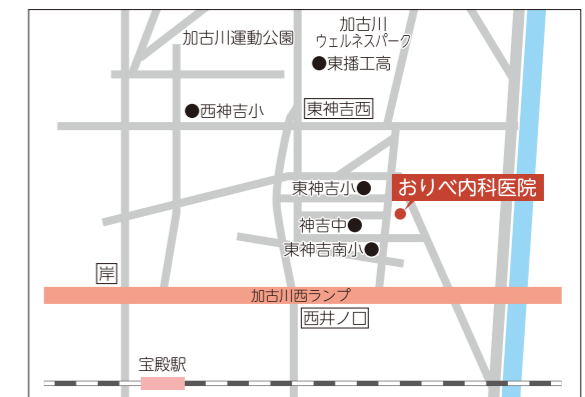 加古川
ウェルネスパーク
加古川運動公園
●東播工高
●西神吉小
東神吉西
東神吉小●
おりべ内科医院
神吉中●
東神吉南小●
岸
加古川西ランプ
西井ノ口
宝殿駅